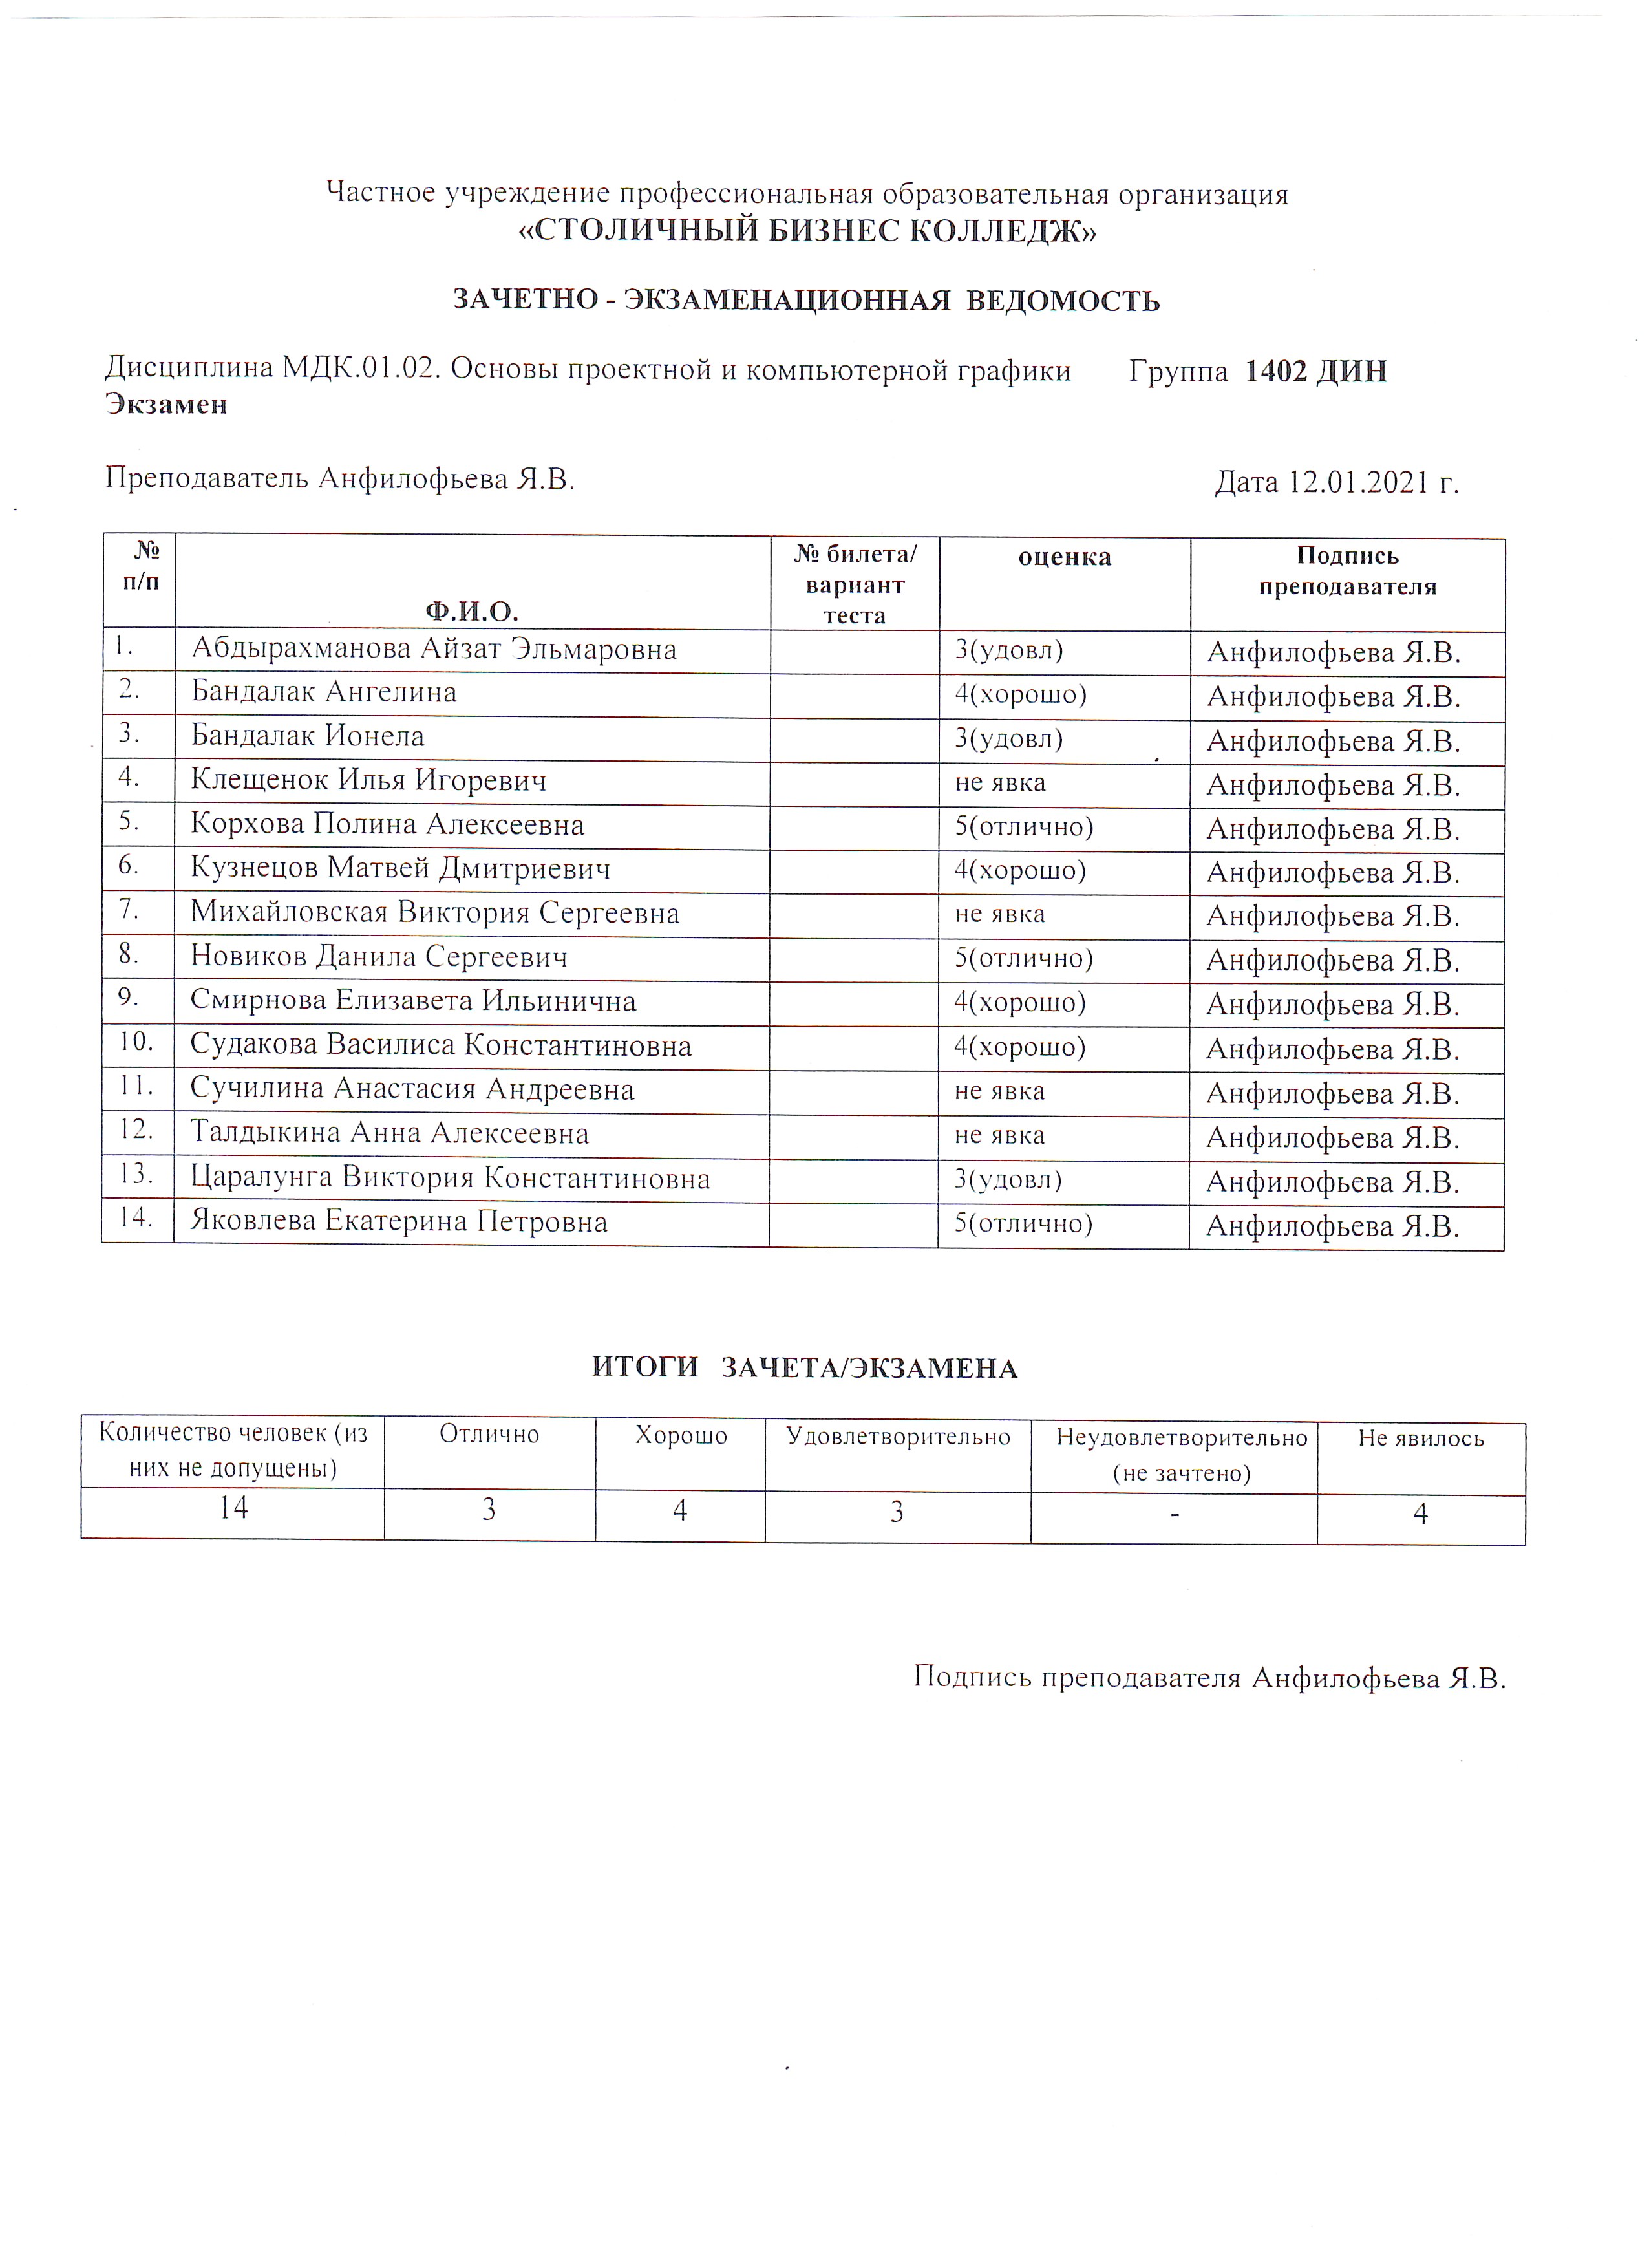 Частное учреждение профессиональная образовательная организация
«СТОЛИЧНЫЙ БИЗНЕС КОЛЛЕДЖ»
ЗАЧЕТНО - ЭКЗАМЕНАЦИОННАЯ ВЕДОМОСТЬ
Дисциплина МДК.01.02. Основы проектной и компьютерной графики Группа 1402 ДИН
Экзамен
Преподаватель Анфилофьева Я.В. Дата 12.01.2021 г.
№ п/п Ф.И.О. № билета/ вариант теста оценка Подпись преподавателя
1. Абдырахманова Айзат Эльмаровна 3(удовл) Анфилофьева Я.В.
2. Бандалак Ангелина 4(хорошо) Анфилофьева Я.В.
3. Бандалак Ионела 3(удовл) Анфилофьева Я.В.
4. Клещенок Илья Игоревич не явка Анфилофьева Я.В.
5. Корхова Полина Алексеевна 5(отлично) Анфилофьева Я.В.
6. Кузнецов Матвей Дмитриевич 4(хорошо) Анфилофьева Я.В.
7. Михайловская Виктория Сергеевна не явка Анфилофьева Я.В.
8. Новиков Данила Сергеевич 5(отлично) Анфилофьева Я.В.
9. Смирнова Елизавета Ильинична 4(хорошо) Анфилофьева Я.В.
10. Судакова Василиса Константиновна 4(хорошо) Анфилофьева Я.В.
11. Сучилина Анастасия Андреевна не явка Анфилофьева Я.В.
12. Талдыкина Анна Алексеевна не явка Анфилофьева Я.В.
13. Царалунга Виктория Константиновна 3(удовл) Анфилофьева Я.В.
14. Яковлева Екатерина Петровна 5(отлично) Анфилофьева Я.В.
ИТОГИ ЗАЧЕТА/ЭКЗАМЕНА
Количество человек (из них не допущены) Отлично Хорошо Удовлетворительно Неудовлетворительно (не зачтено) Не явилось
14 3 4 3 - 4
Подпись преподавателя Анфилофьева Я.В.